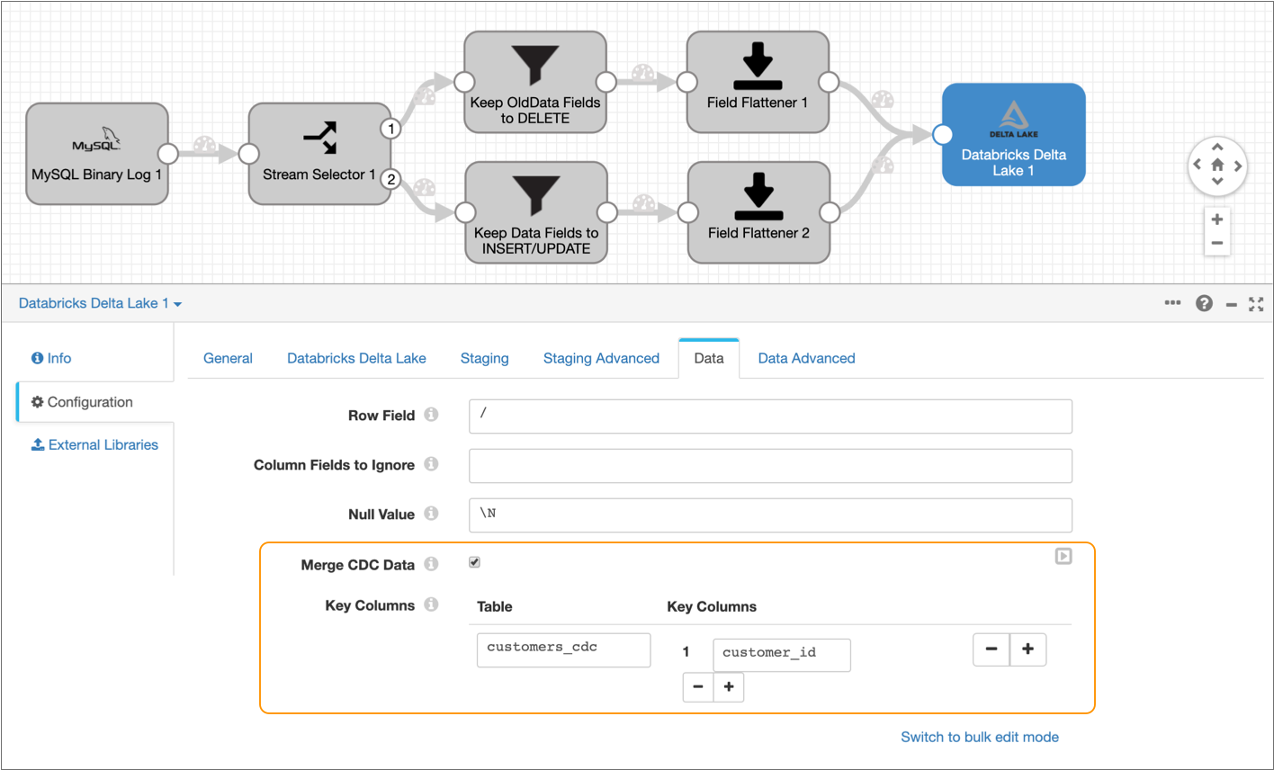 MySQL
MySQL Binary Log 1
Stream Selector 1
1
2
Keep OldData Fields
to DELETE
Field Flattener 1
Keep Data Fields to
INSERT/UPDATE
Field Flattener 2
DELTA LAKE
Databricks Delta
Lake 1
+
−
Databricks Delta Lake 1
Info
Configuration
External Libraries
General
Databricks Delta Lake
Staging
Staging Advanced
Data
Data Advanced
Row Field
/
Column Fields to Ignore
Null Value
\N
Merge CDC Data
Key Columns
Table
Key Columns
customers_cdc
1
customer_id
− +
− +
Switch to bulk edit mode